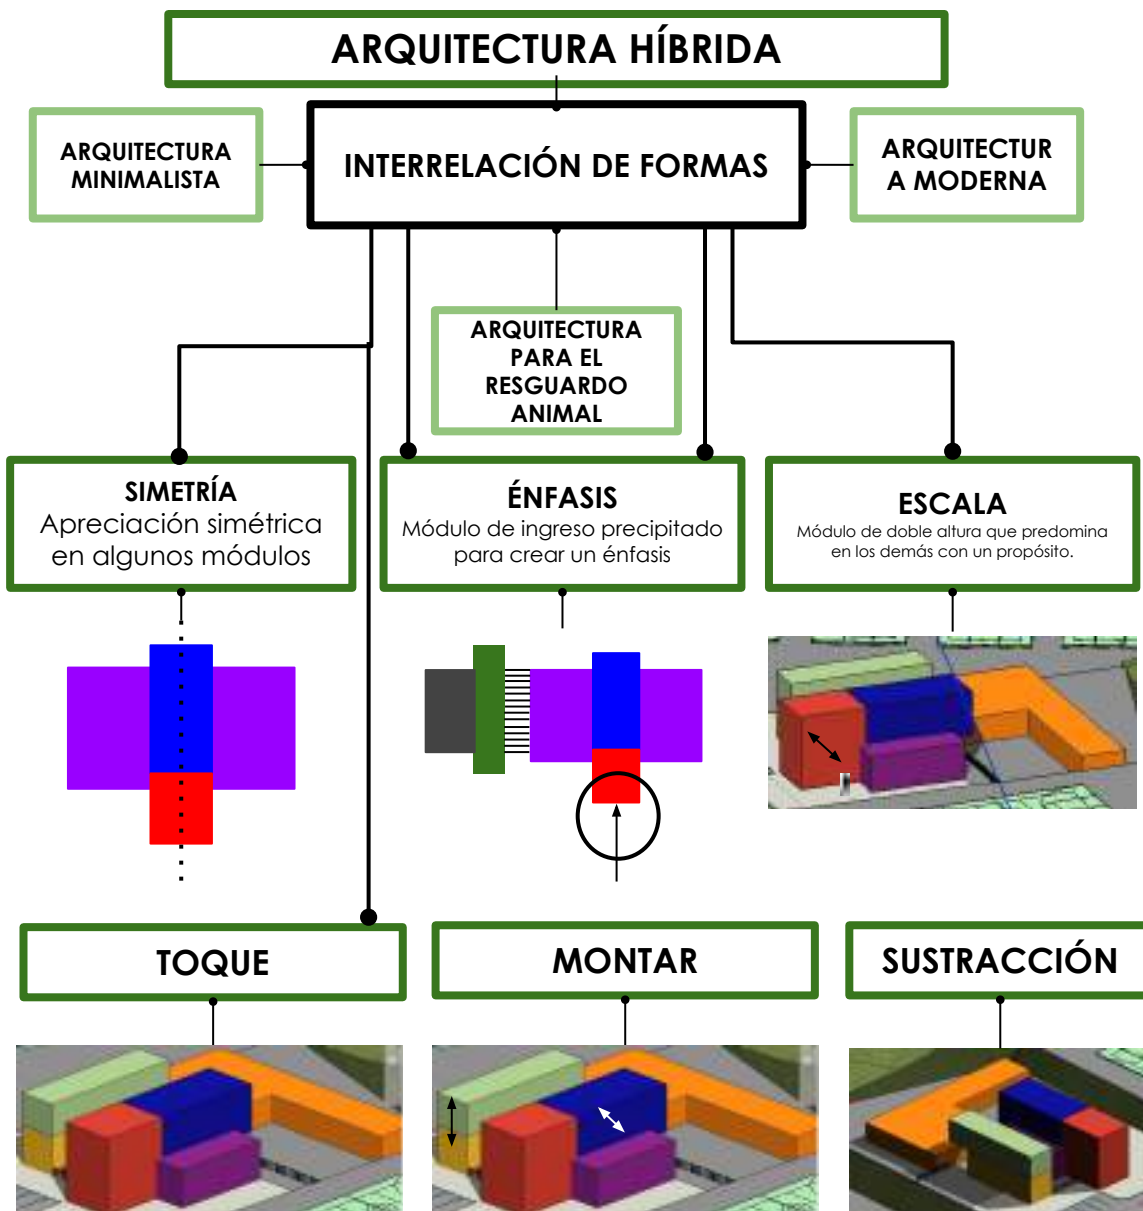 ARQUITECTURA HÍBRIDA
ARQUITECTURA
MINIMALISTA
INTERRELACIÓN DE FORMAS
ARQUITECTUR
A MODERNA
ARQUITECTURA
PARA EL
RESGUARDO
ANIMAL
SIMETRÍA
Apreciación simétrica
en algunos módulos
ÉNFASIS
Módulo de ingreso precipitado
para crear un énfasis
ESCALA
Módulo de doble altura que predomina
en los demás con un propósito.
TOQUE
MONTAR
SUSTRACCIÓN